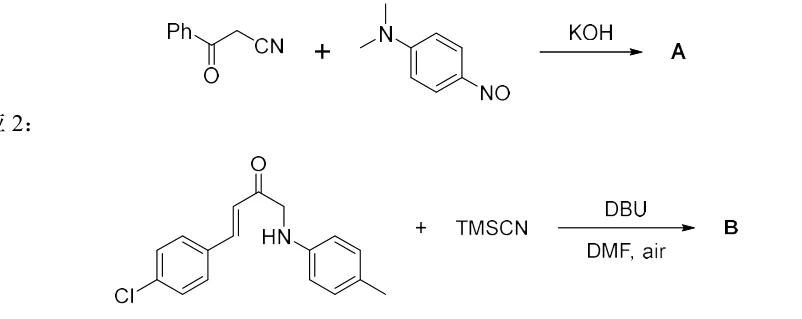 Ph
CN
O
+
N
NO
KOH
A
2：
O
HN
Cl
+
TMSCN
DBU
DMF, air
B